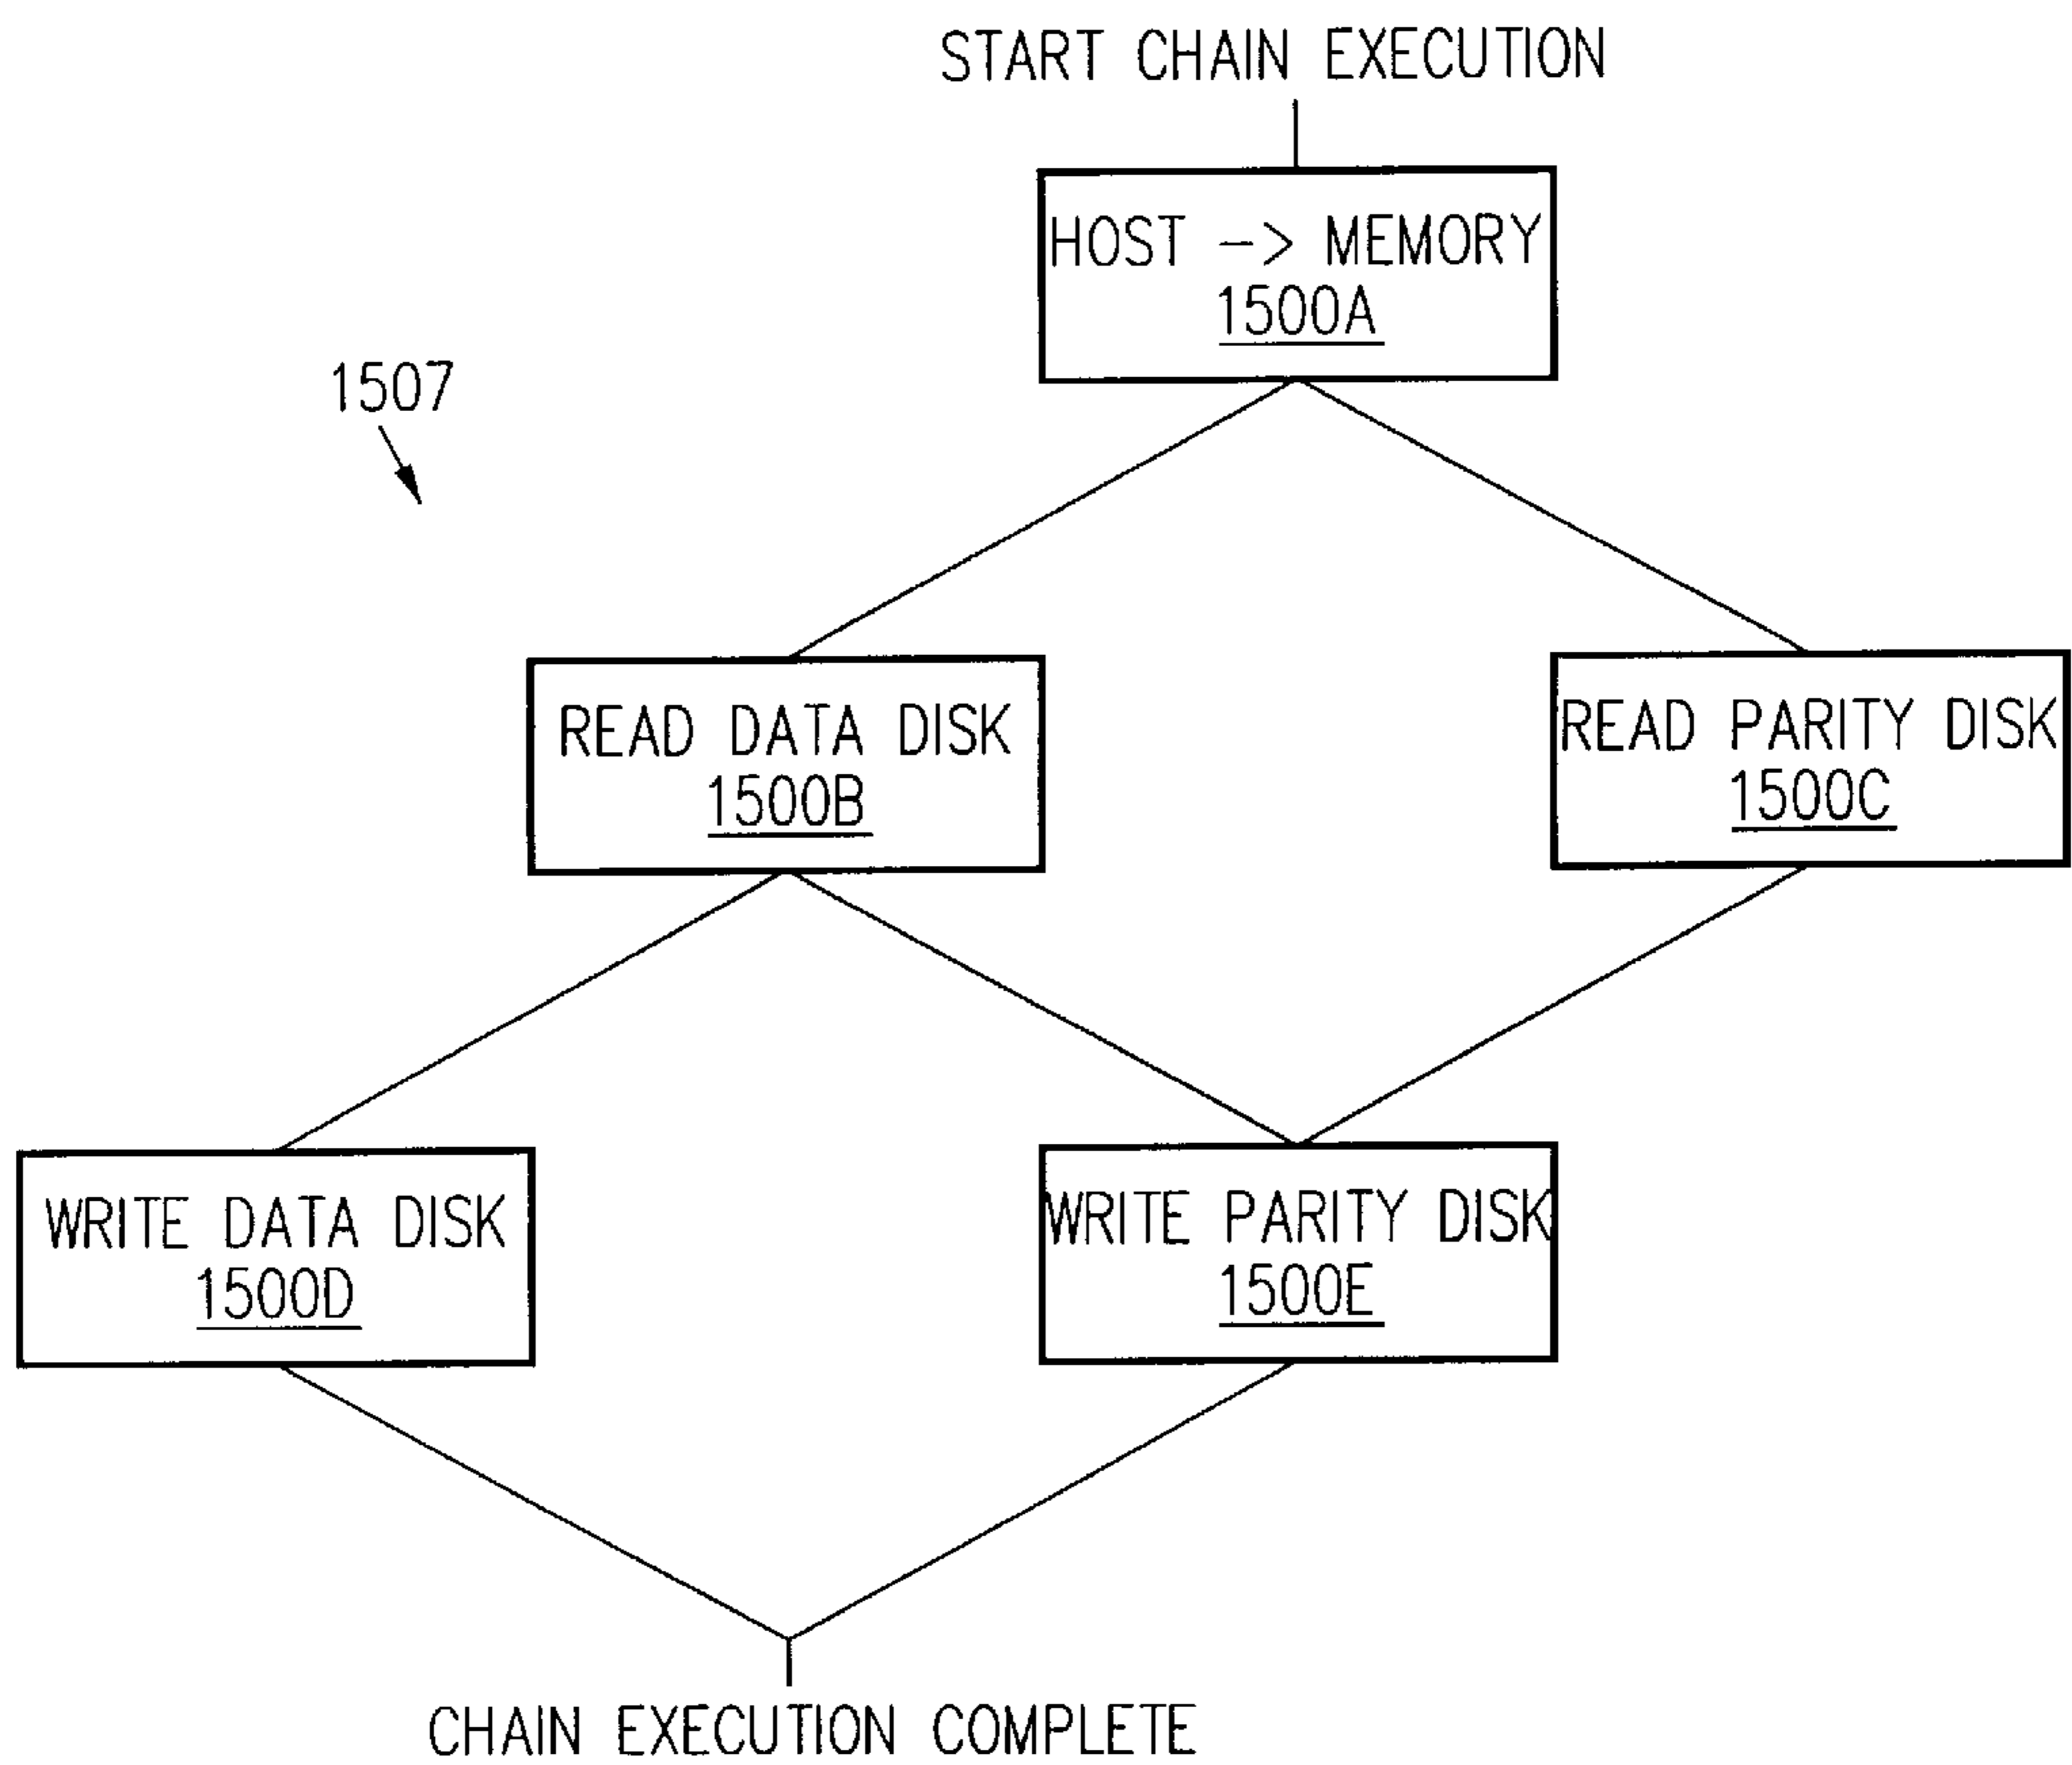 START CHAIN EXECUTION
HOST -> MEMORY
1500A
1507
READ DATA DISK
1500B
READ PARITY DISK
1500C
WRITE DATA DISK
1500D
WRITE PARITY DISK
1500E
CHAIN EXECUTION COMPLETE